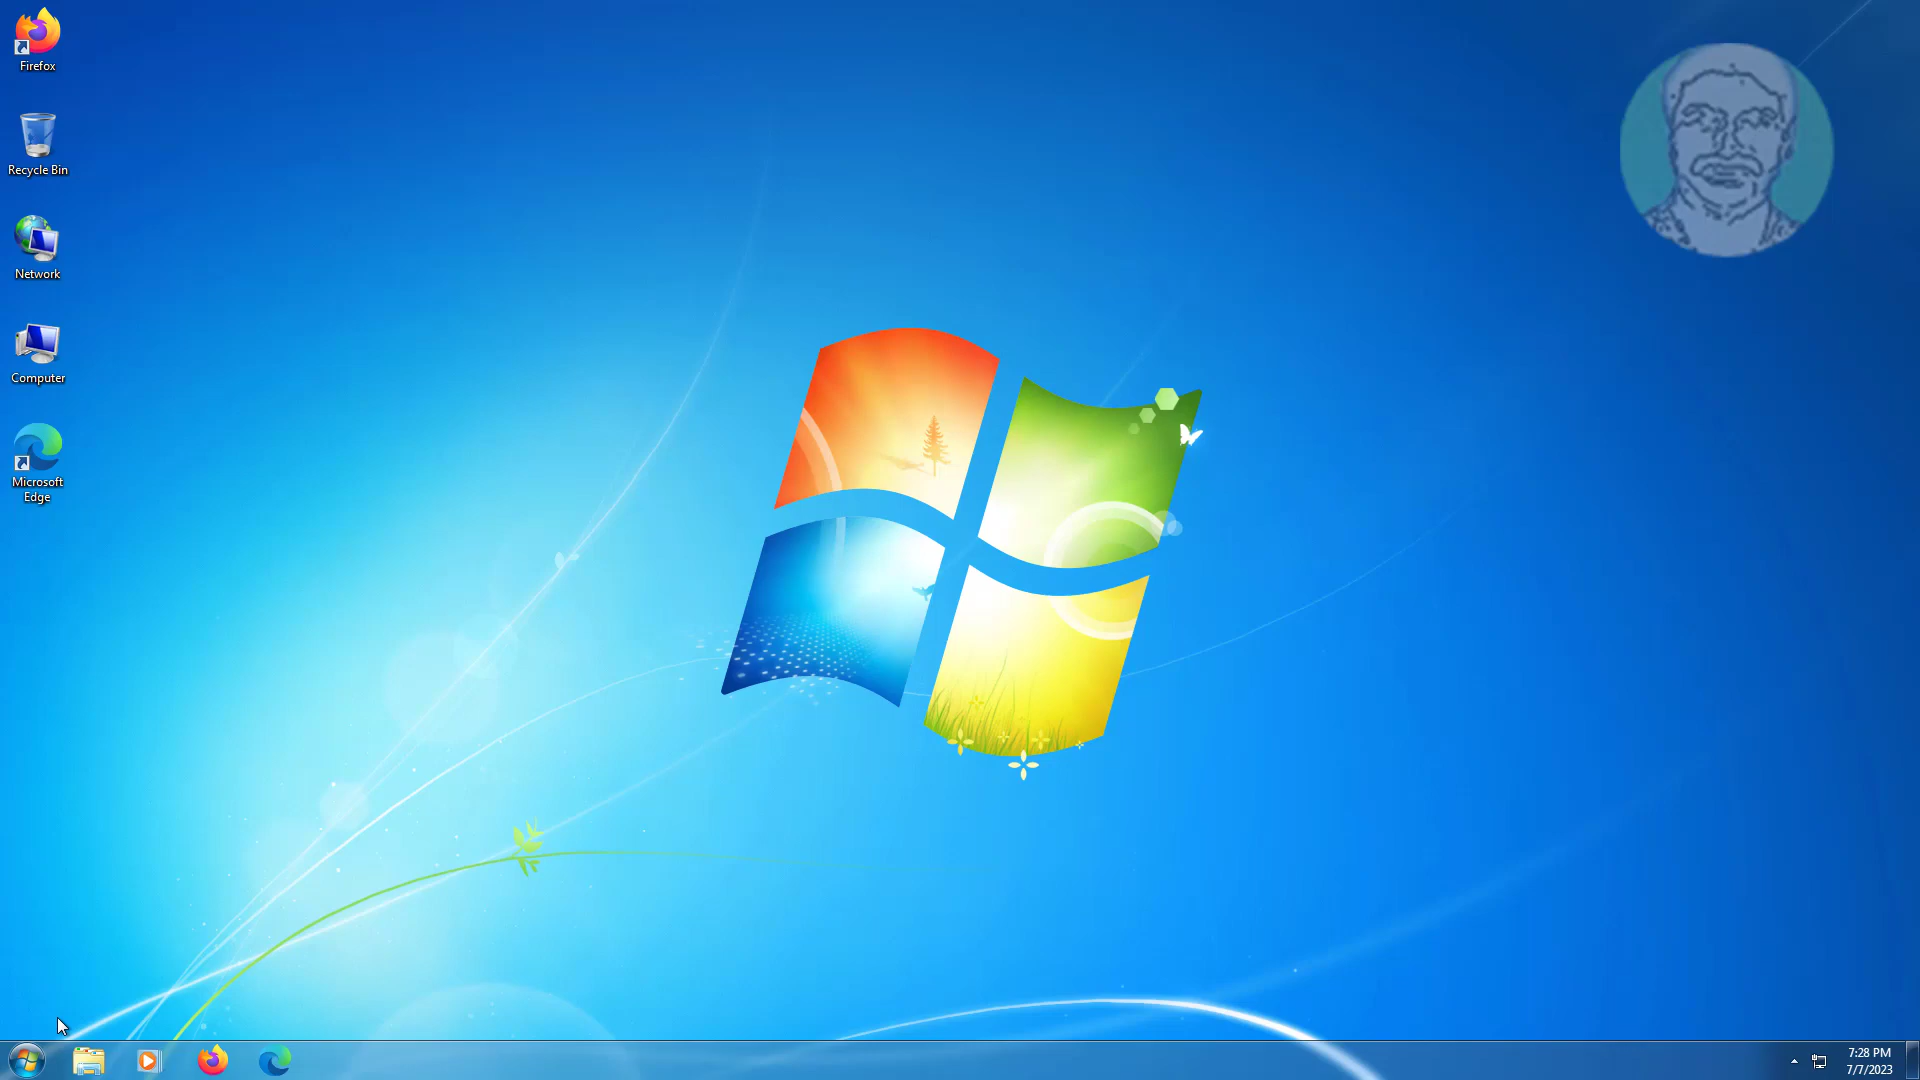 Firefox
Recycle Bin
Network
Computer
Microsoft
Edge
7:28 PM
7/7/2023